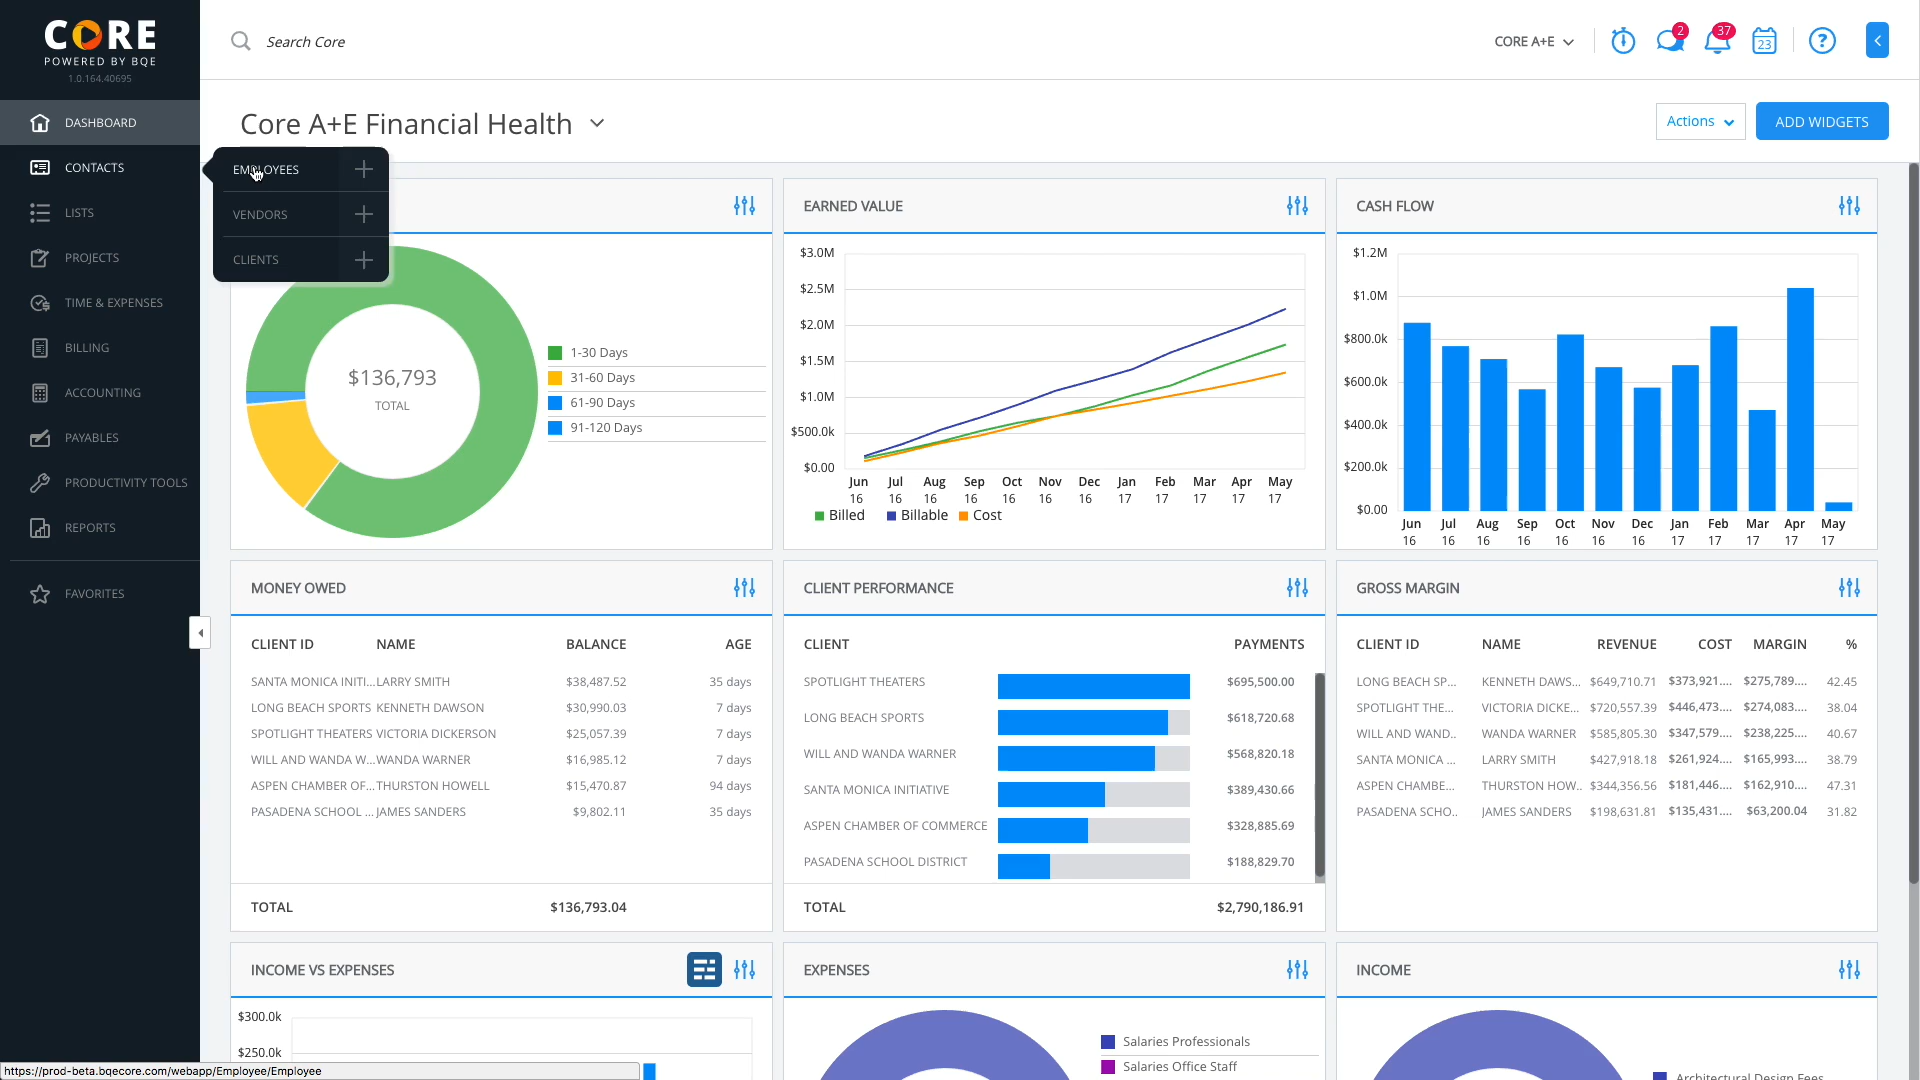 CORE
POWERED BY BQE
1.0.164.40695
Search Core
CORE A+E
2
37
23
?
DASHBOARD
CONTACTS
LISTS
PROJECTS
TIME & EXPENSES
BILLING
ACCOUNTING
PAYABLES
PRODUCTIVITY TOOLS
REPORTS
FAVORITES
Core A+E Financial Health
Actions
ADD WIDGETS
EMPLOYEES
VENDORS
CLIENTS
$136,793
TOTAL
1-30 Days
31-60 Days
61-90 Days
91-120 Days
EARNED VALUE
$3.0M
$2.5M
$2.0M
$1.5M
$1.0M
$500.0k
$0.00
Jun Jul Aug Sep Oct Nov Dec Jan Feb Mar Apr May
16 16 16 16 16 16 16 17 17 17 17 17
Billed Billable Cost
CASH FLOW
$1.2M
$1.0M
$800.0k
$600.0k
$400.0k
$200.0k
$0.00
Jun Jul Aug Sep Oct Nov Dec Jan Feb Mar Apr May
16 16 16 16 16 16 16 17 17 17 17 17
MONEY OWED
CLIENT ID NAME BALANCE AGE
SANTA MONICA INITI... LARRY SMITH $38,487.52 35 days
LONG BEACH SPORTS KENNETH DAWSON $30,990.03 7 days
SPOTLIGHT THEATERS VICTORIA DICKERSON $25,057.39 7 days
WILL AND WANDA W... WANDA WARNER $16,985.12 7 days
ASPEN CHAMBER OF... THURSTON HOWELL $15,470.87 94 days
PASADENA SCHOOL ... JAMES SANDERS $9,802.11 35 days
TOTAL $136,793.04
CLIENT PERFORMANCE
CLIENT PAYMENTS
SPOTLIGHT THEATERS $695,500.00
LONG BEACH SPORTS $618,720.68
WILL AND WANDA WARNER $568,820.18
SANTA MONICA INITIATIVE $389,430.66
ASPEN CHAMBER OF COMMERCE $328,885.69
PASADENA SCHOOL DISTRICT $188,829.70
TOTAL $2,790,186.91
GROSS MARGIN
CLIENT ID NAME REVENUE COST MARGIN %
LONG BEACH SP... KENNETH DAWS... $649,710.71 $373,921.... $275,789.... 42.45
SPOTLIGHT THE... VICTORIA DICKE... $720,557.39 $446,473.... $274,083.... 38.04
WILL AND WAND.. WANDA WARNER $585,805.30 $347,579.... $238,225.... 40.67
SANTA MONICA ... LARRY SMITH $427,918.18 $261,924.... $165,993.... 38.79
ASPEN CHAMBE... THURSTON HOW.. $344,356.56 $181,446.... $162,910.... 47.31
PASADENA SCHO.. JAMES SANDERS $198,631.81 $135,431.... $63,200.04 31.82
INCOME VS EXPENSES
$300.0k
$250.0k
EXPENSES
Salaries Professionals
Salaries Office Staff
INCOME
Architectural Design Fees
https://prod-beta.bqecore.com/webapp/Employee/Employee